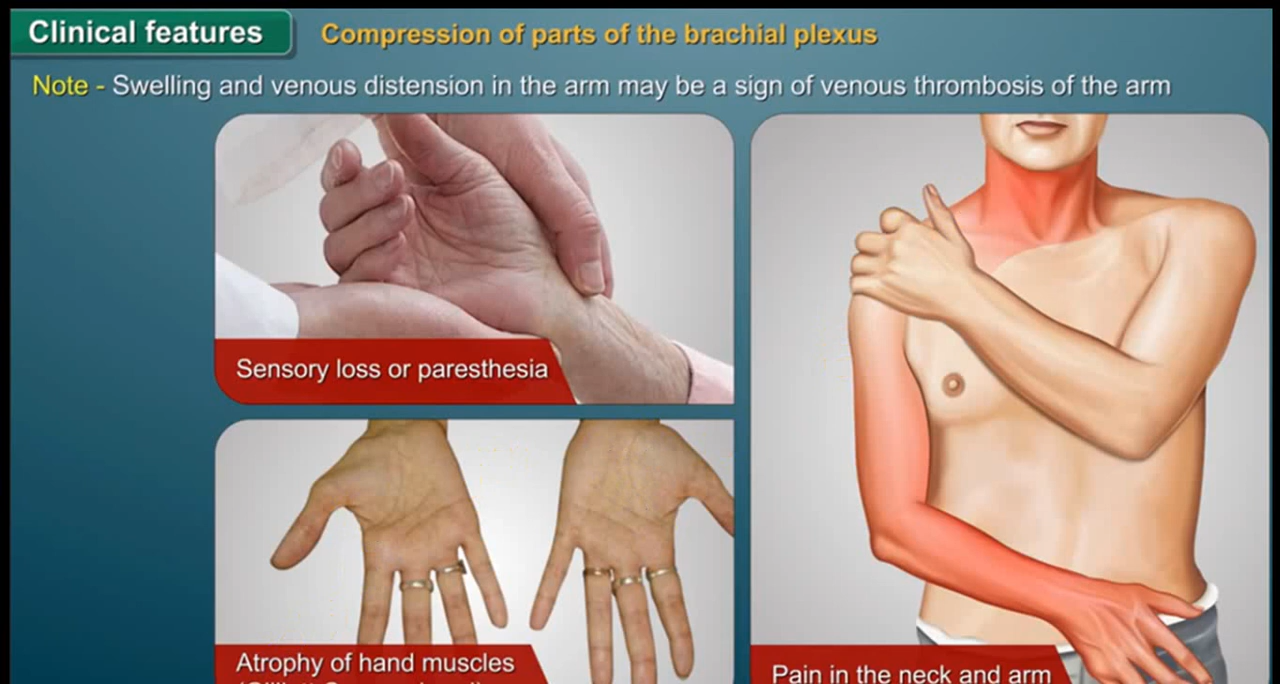 Clinical features
Compression of parts of the brachial plexus
Note - Swelling and venous distension in the arm may be a sign of venous thrombosis of the arm
Sensory loss or paresthesia
Atrophy of hand muscles
Pain in the neck and arm